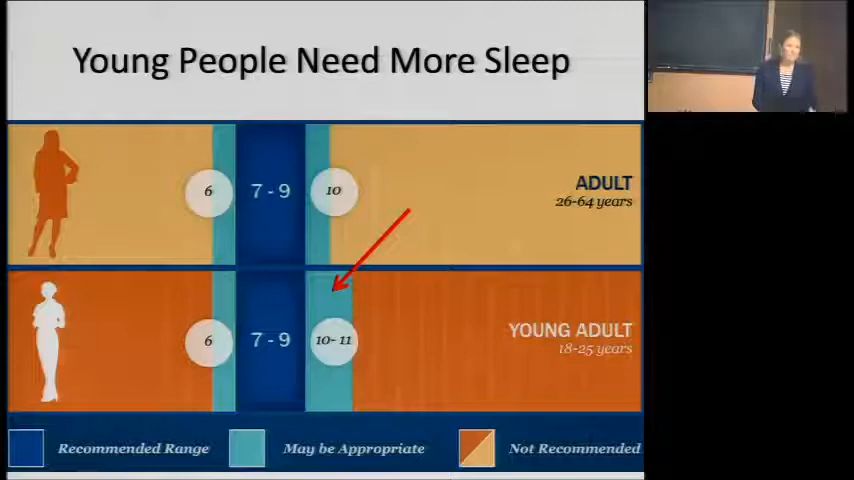 Young People Need More Sleep
6
7 - 9
10
ADULT
26-64 years
6
7 - 9
10- 11
YOUNG ADULT
18-25 years
Recommended Range
May be Appropriate
Not Recommended